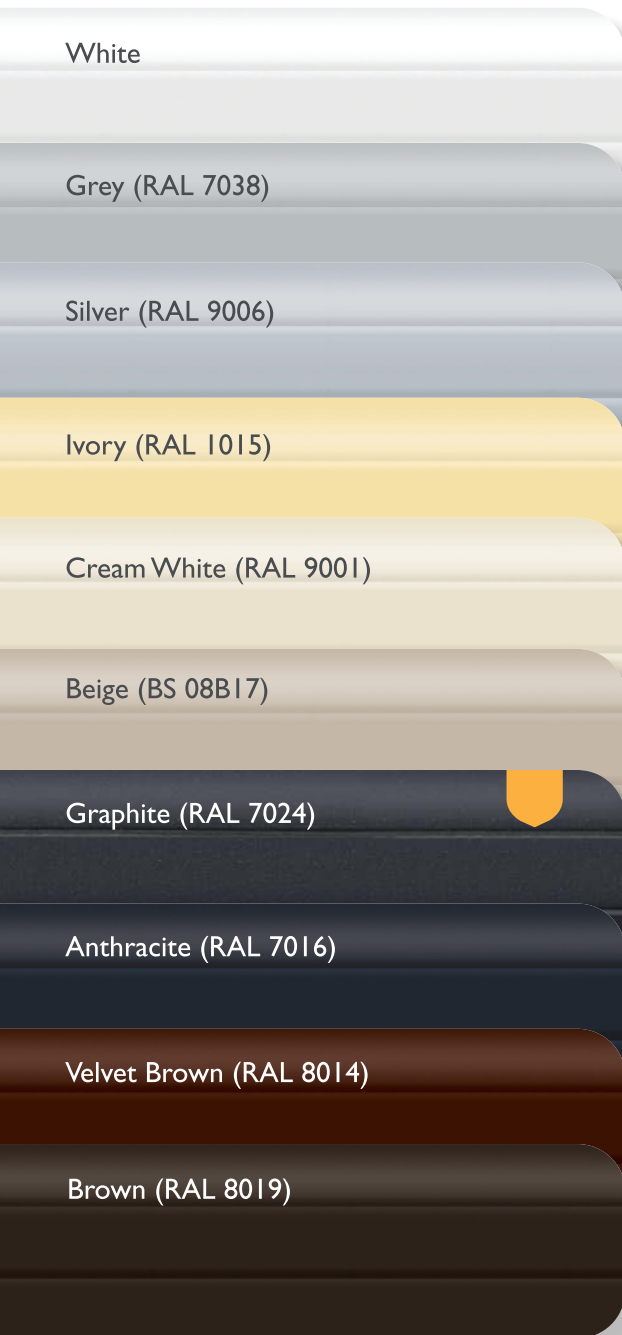 White
Grey (RAL 7038)
Silver (RAL 9006)
Ivory (RAL 1015)
Cream White (RAL 9001)
Beige (BS 08B17)
Graphite (RAL 7024)
Anthracite (RAL 7016)
Velvet Brown (RAL 8014)
Brown (RAL 8019)